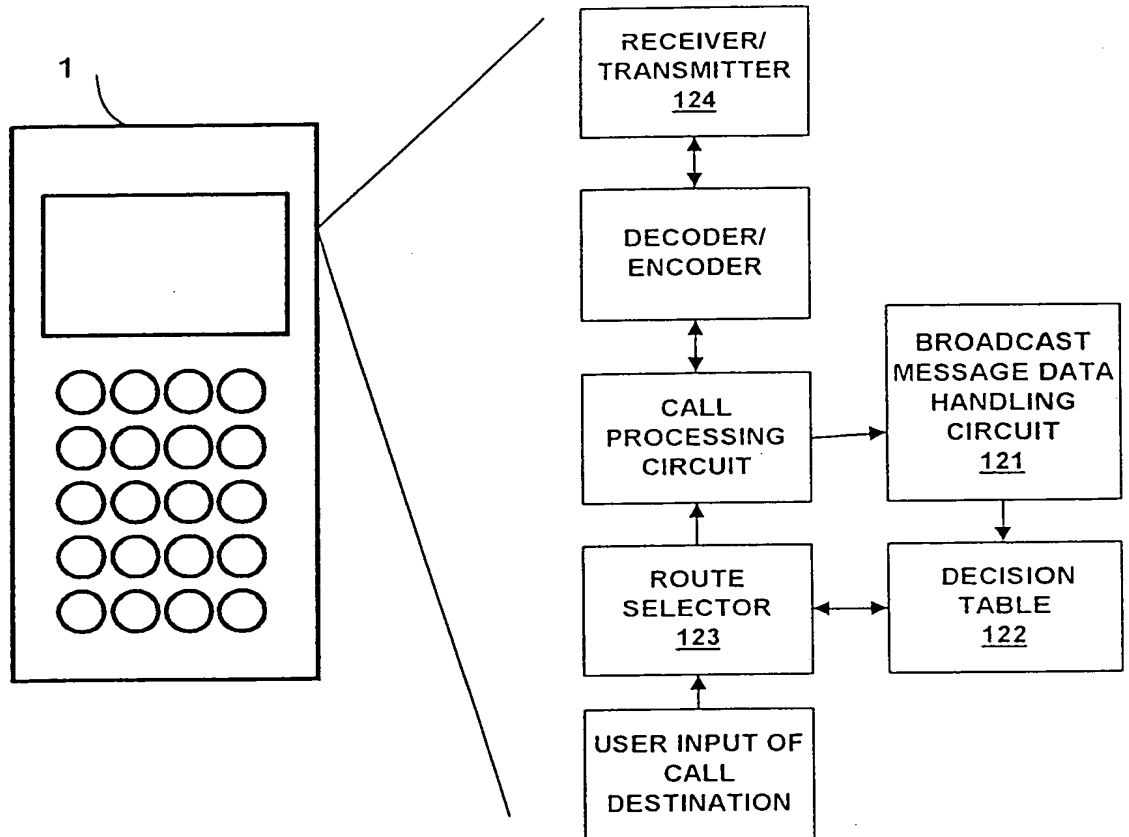 1
RECEIVER/
TRANSMITTER
124
DECODER/
ENCODER
CALL
PROCESSING
CIRCUIT
BROADCAST
MESSAGE DATA
HANDLING
CIRCUIT
121
ROUTE
SELECTOR
123
DECISION
TABLE
122
USER INPUT OF
CALL
DESTINATION